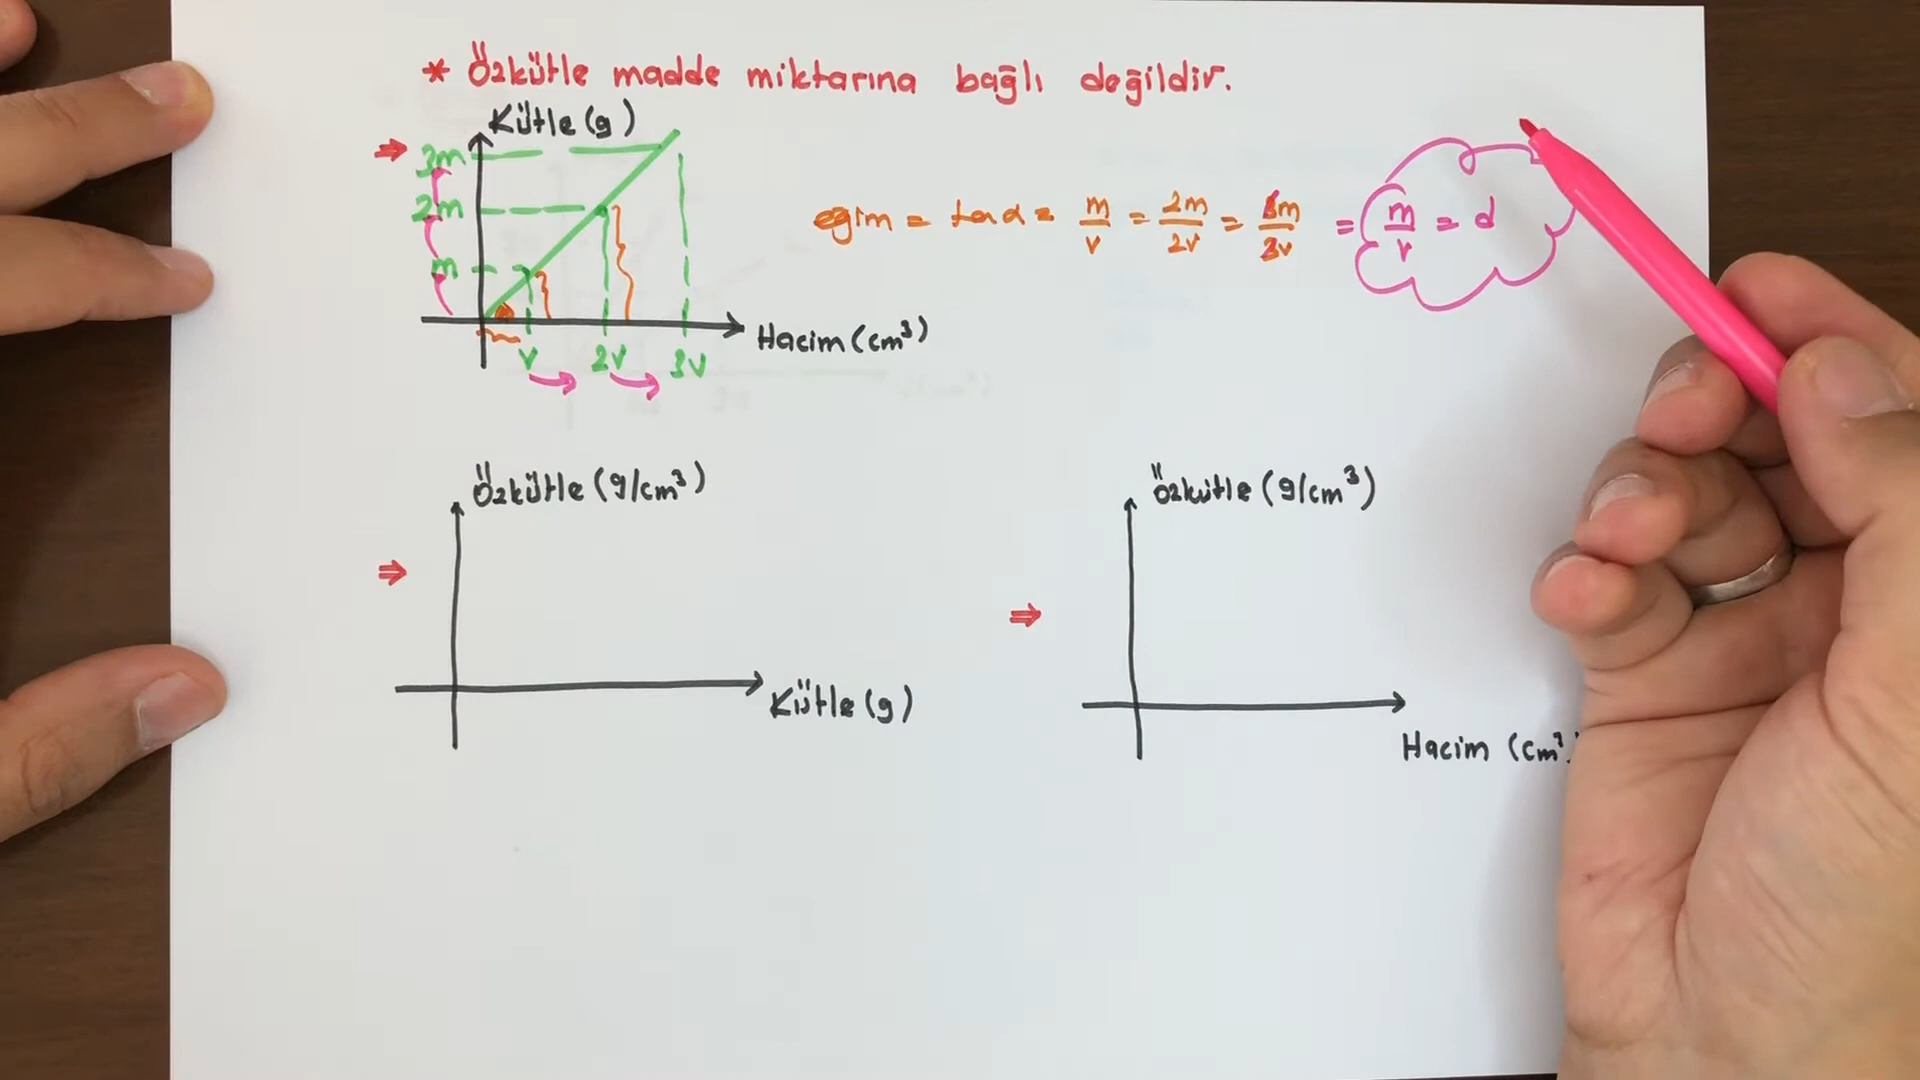 * Özkütle madde miktarına bağlı değildir.
Kütle (g)
3m
2m
m
V 2V 3V
Hacim (cm³)
eğim = tanα = m/v = 2m/2v = 3m/3v = m/v = d
Özkütle (g/cm³)
Kütle (g)
Özkütle (g/cm³)
Hacim (cm³)